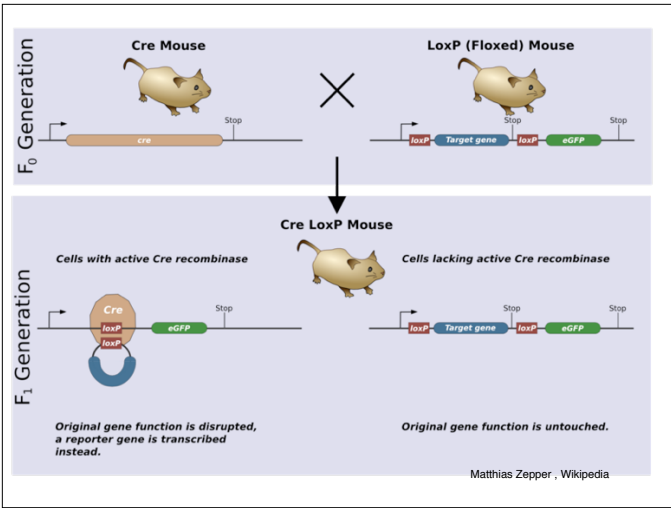 F0 Generation
Cre Mouse
LoxP (Floxed) Mouse
Stop
cre
Stop
Stop
loxP
Target gene
loxP
eGFP
Cre LoxP Mouse
F1 Generation
Cells with active Cre recombinase
Cells lacking active Cre recombinase
Cre
loxP
loxP
eGFP
Stop
Stop
Stop
loxP
Target gene
loxP
eGFP
Original gene function is disrupted,
a reporter gene is transcribed
instead.
Original gene function is untouched.
Matthias Zepper , Wikipedia